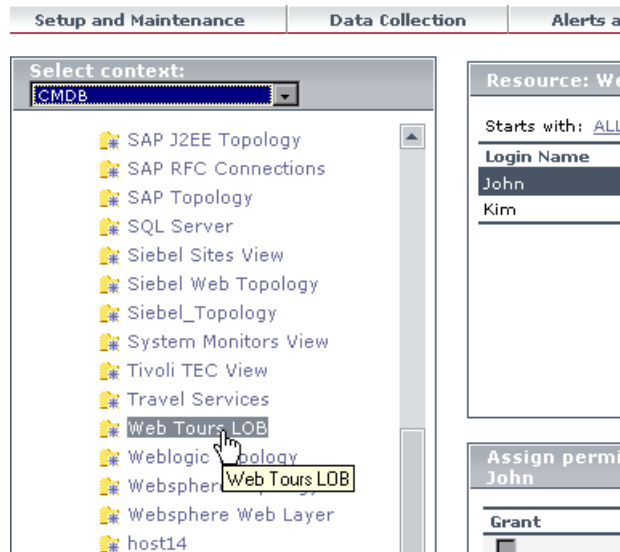 Setup and Maintenance Data Collection Alerts a
Select context:
CMDB
SAP J2EE Topology
SAP RFC Connections
SAP Topology
SQL Server
Siebel Sites View
Siebel Web Topology
Siebel_Topology
System Monitors View
Tivoli TEC View
Travel Services
Web Tours LOB
Weblogic pology
Web Tours LOB
Websphere Web Layer
host14
Resource: We
Starts with: ALL
Login Name
John
Kim
Assign permi
John
Grant